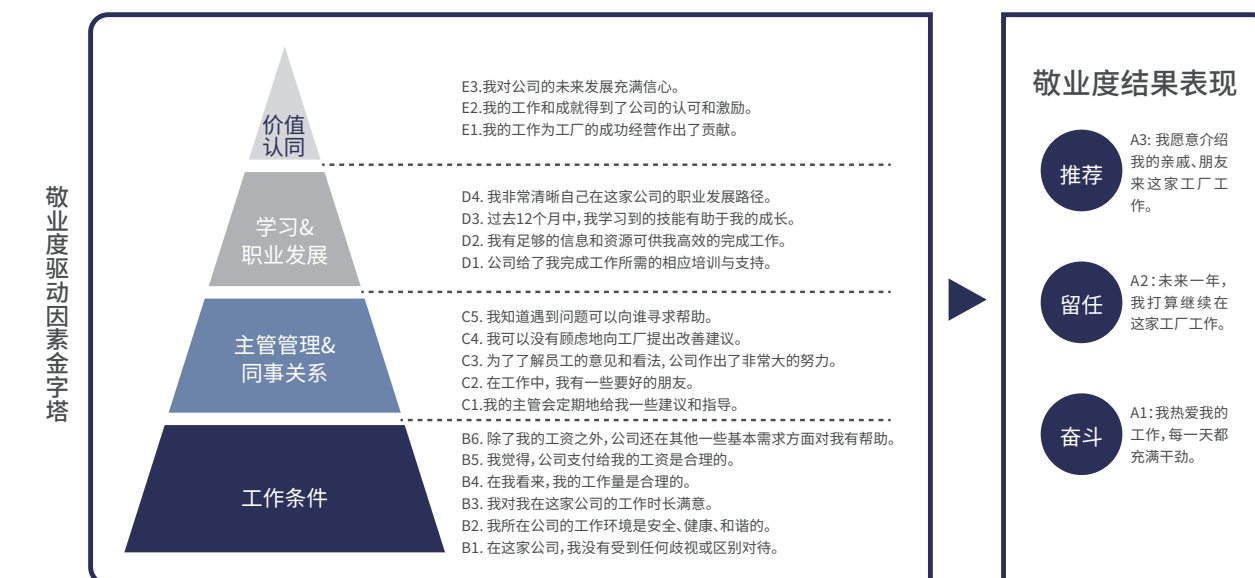 敬业度驱动因素金字塔
价值
认同
E3.我对公司的未来发展充满信心。
E2.我的工作和成就得到了公司的认可和激励。
E1.我的工作为工厂的成功经营作出了贡献。
学习&
职业发展
D4. 我非常清晰自己在这家公司的职业发展路径。
D3. 过去12个月中,我学习到的技能有助于我的成长。
D2. 我有足够的信息和资源可供我高效的完成工作。
D1. 公司给了我完成工作所需的相应培训与支持。
主管管理&
同事关系
C5. 我知道遇到问题可以向谁寻求帮助。
C4. 我可以没有顾虑地向工厂提出改善建议。
C3. 为了了解员工的意见和看法,公司作出了非常大的努力。
C2. 在工作中, 我有一些要好的朋友。
C1.我的主管会定期地给我一些建议和指导。
工作条件
B6. 除了我的工资之外,公司还在其他一些基本需求方面对我有帮助。
B5. 我觉得,公司支付给我的工资是合理的。
B4. 在我看来,我的工作量是合理的。
B3. 我对我在这家公司的工作时长满意。
B2. 我所在公司的工作环境是安全、健康、和谐的。
B1. 在这家公司,我没有受到任何歧视或区别对待。
敬业度结果表现
推荐
A3: 我愿意介绍
我的亲戚、朋友
来这家工厂工
作。
留任
A2：未来一年，
我打算继续在
这家工厂工作。
奋斗
A1：我热爱我的
工作,每一天都
充满干劲。